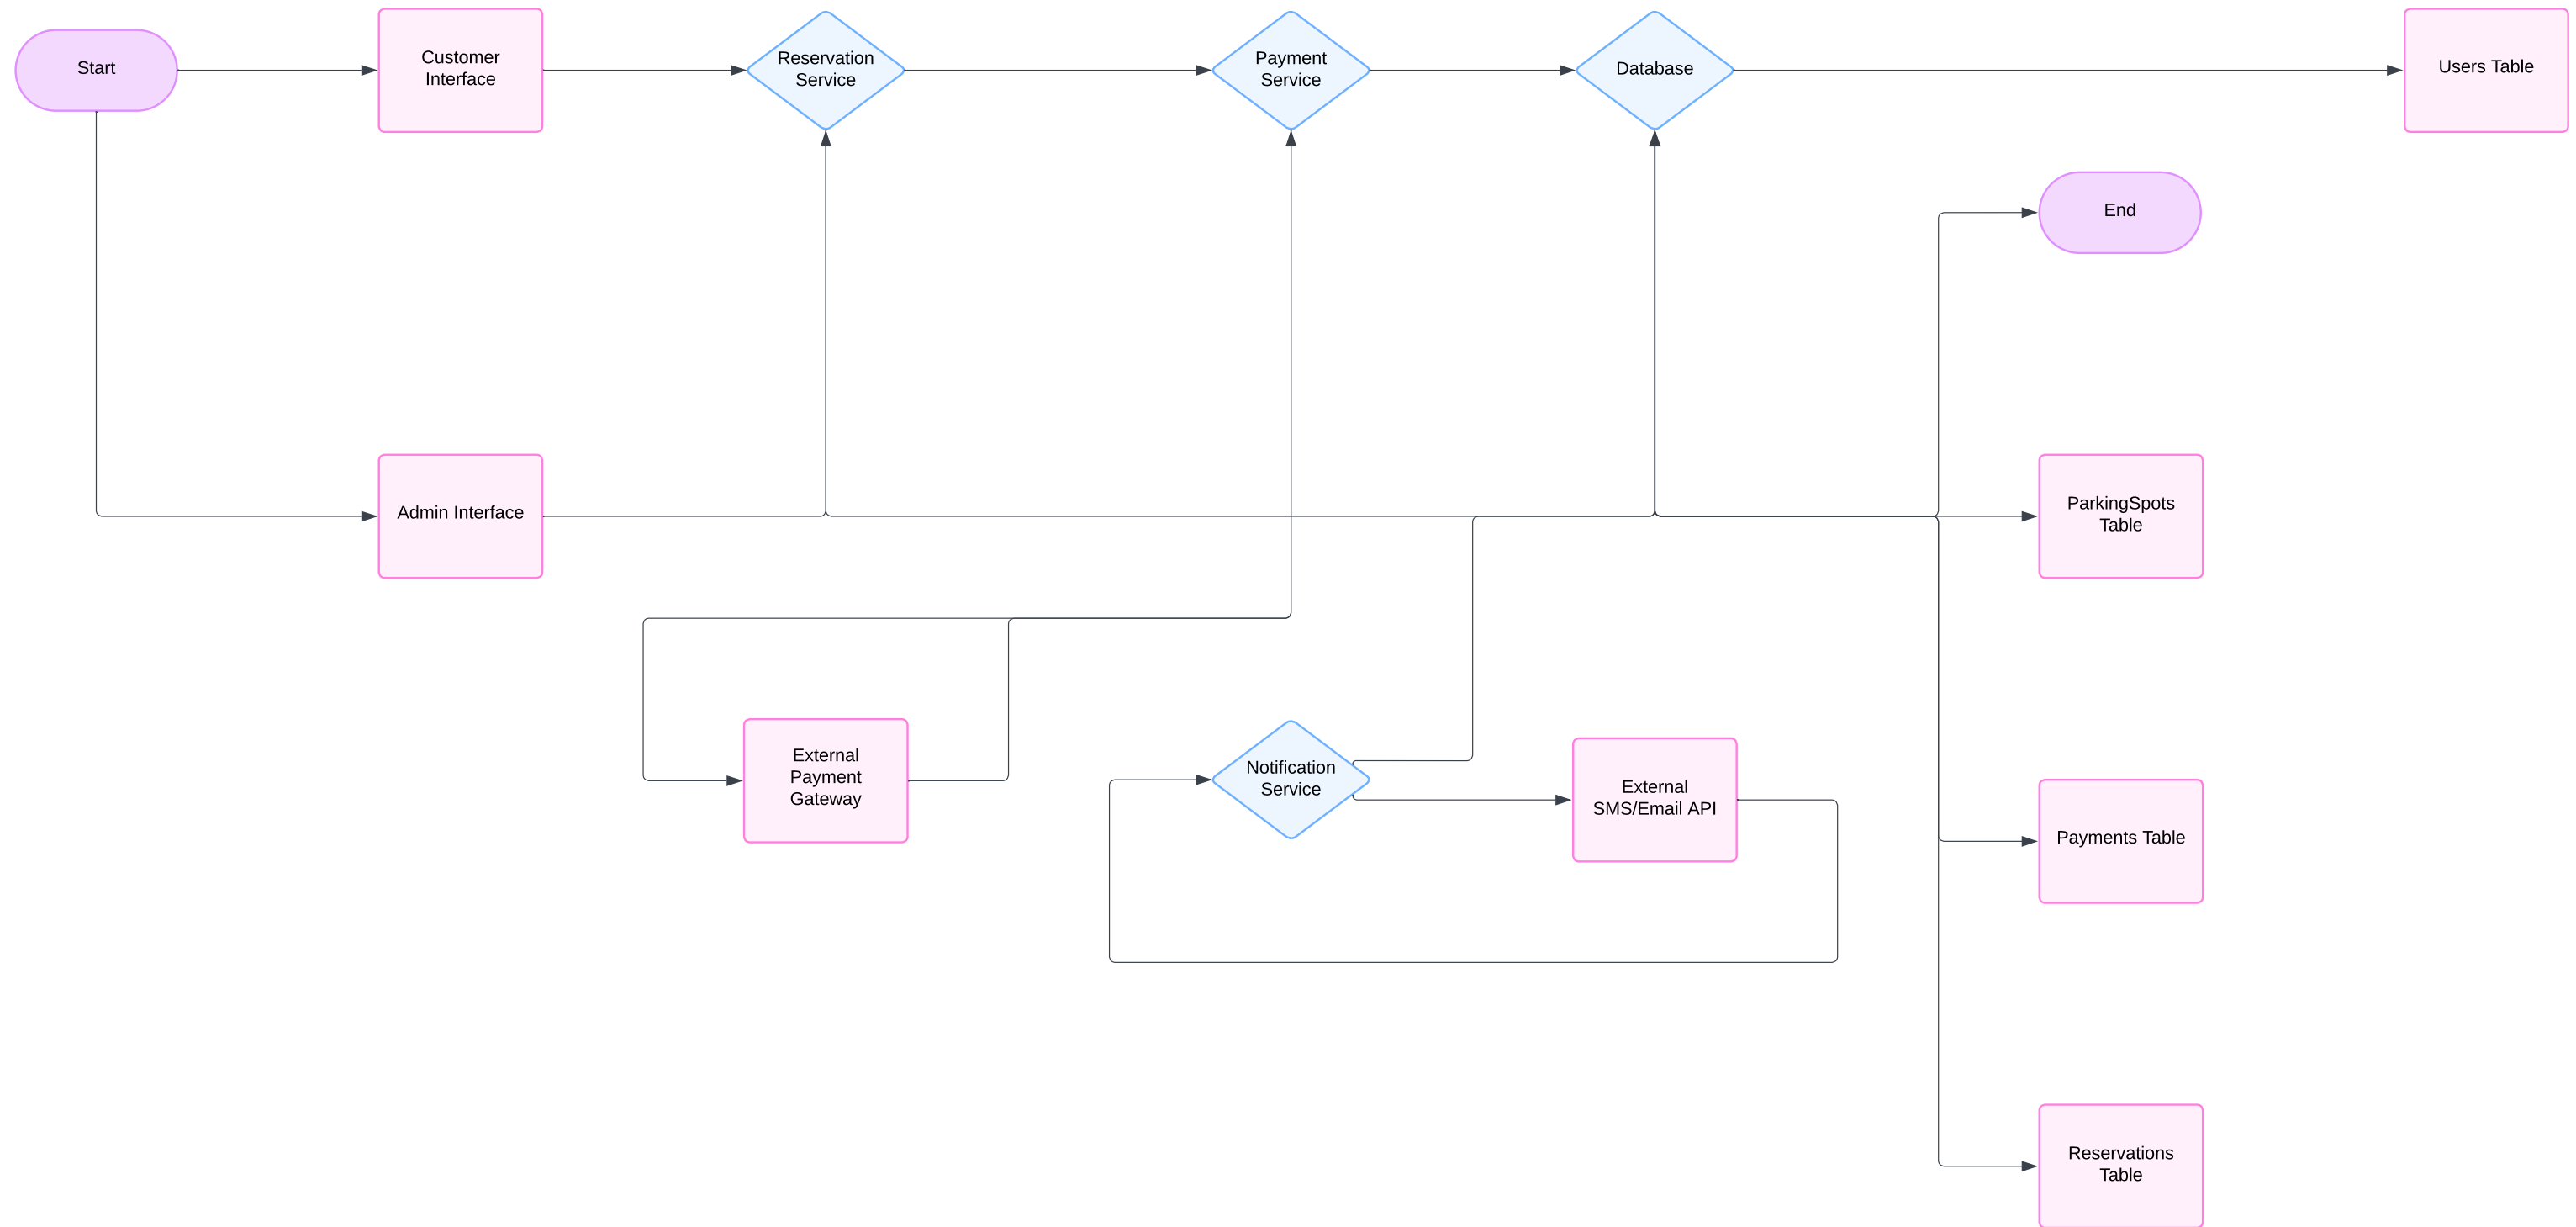 Start
Customer
Interface
Reservation
Service
Payment
Service
Database
Users Table
End
Admin Interface
ParkingSpots
Table
External
Payment
Gateway
Notification
Service
External
SMS/Email API
Payments Table
Reservations
Table